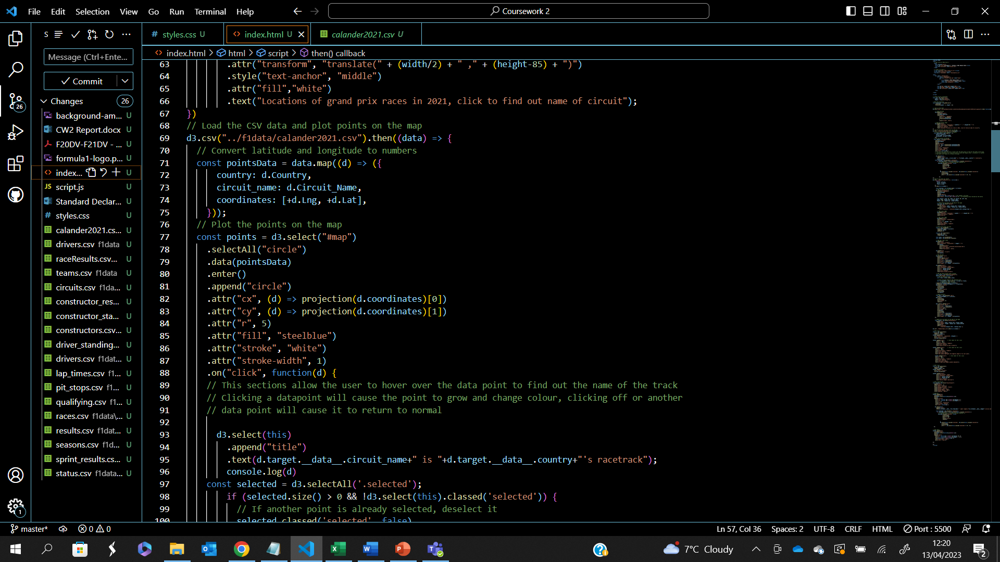 File Edit Selection View Go Run Terminal Help
Coursework 2
S
Message (Ctrl+Ente...
Commit
Changes 26
background-am... U
CW2 Report.docx U
F20DV-F21DV - ... U
formula1-logo.p... U
index... U
script.js U
Standard Declar... U
styles.css U
calander2021.cs... U
drivers.csv f1data U
raceResults.csv... U
teams.csv f1data U
circuits.csv f1da... U
constructor_res... U
constructor_sta... U
constructors.csv... U
driver_standing... U
drivers.csv f1dat... U
lap_times.csv f1... U
pit_stops.csv f1... U
qualifying.csv f1... U
races.csv f1data\... U
results.csv f1dat... U
seasons.csv f1d... U
sprint_results.cs... U
status.csv f1data... U
26
1
# styles.css U
<> index.html U
calander2021.csv U
<> index.html > html > script > then() callback
63 .attr("transform", "translate(" + (width/2) + " ," + (height-85) + ")")
64 .style("text-anchor", "middle")
65 .attr("fill","white")
66 .text("Locations of grand prix races in 2021, click to find out name of circuit");
67 })
68 // Load the CSV data and plot points on the map
69 d3.csv("../f1data/calander2021.csv").then((data) => {
70 // Convert latitude and longitude to numbers
71 const pointsData = data.map((d) => ({
72 country: d.Country,
73 circuit_name: d.Circuit_Name,
74 coordinates: [+d.Lng, +d.Lat],
75 }));
76 // Plot the points on the map
77 const points = d3.select("#map")
78 .selectAll("circle")
79 .data(pointsData)
80 .enter()
81 .append("circle")
82 .attr("cx", (d) => projection(d.coordinates)[0])
83 .attr("cy", (d) => projection(d.coordinates)[1])
84 .attr("r", 5)
85 .attr("fill", "steelblue")
86 .attr("stroke", "white")
87 .attr("stroke-width", 1)
88 .on("click", function(d) {
89 // This sections allow the user to hover over the data point to find out the name of the track
90 // Clicking a datapoint will cause the point to grow and change colour, clicking off or another
91 // data point will cause it to return to normal
92
93 d3.select(this)
94 .append("title")
95 .text(d.target.__data__.circuit_name+" is "+d.target.__data__.country+"'s racetrack");
96 console.log(d)
97 const selected = d3.selectAll('.selected');
98 if (selected.size() > 0 && !d3.select(this).classed('selected')) {
99 // If another point is already selected, deselect it
100 selected.classed('selected', false)
master* 0 0
Ln 57, Col 36 Spaces: 2 UTF-8 CRLF HTML Port : 5500
7°C Cloudy
12:20
13/04/2023
2